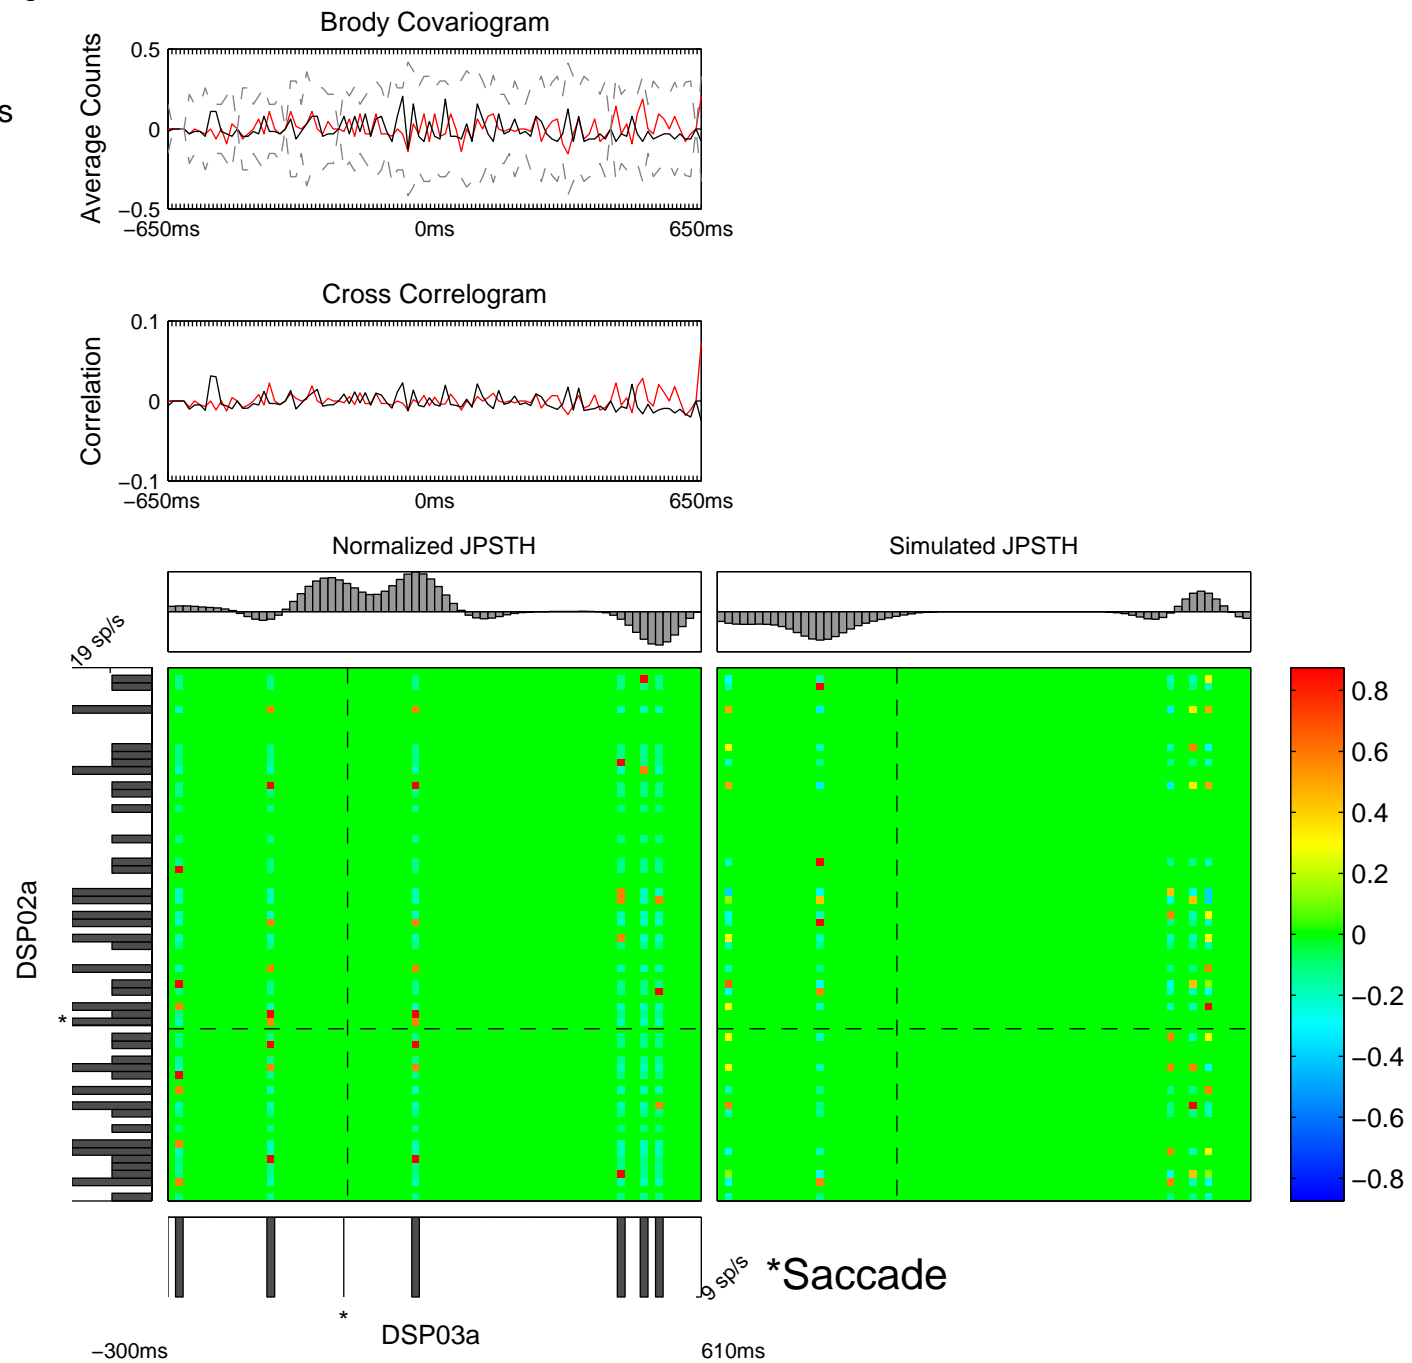 Brody Covariogram
Average Counts
0.5
0
−0.5
−650ms
0ms
650ms
s
Cross Correlogram
Correlation
0.1
0
−0.1
−650ms
0ms
650ms
Normalized JPSTH
Simulated JPSTH
19 sp/s
DSP02a
*
0.8
0.6
0.4
0.2
0
−0.2
−0.4
−0.6
−0.8
9 sp/s
*Saccade
*
DSP03a
−300ms
610ms